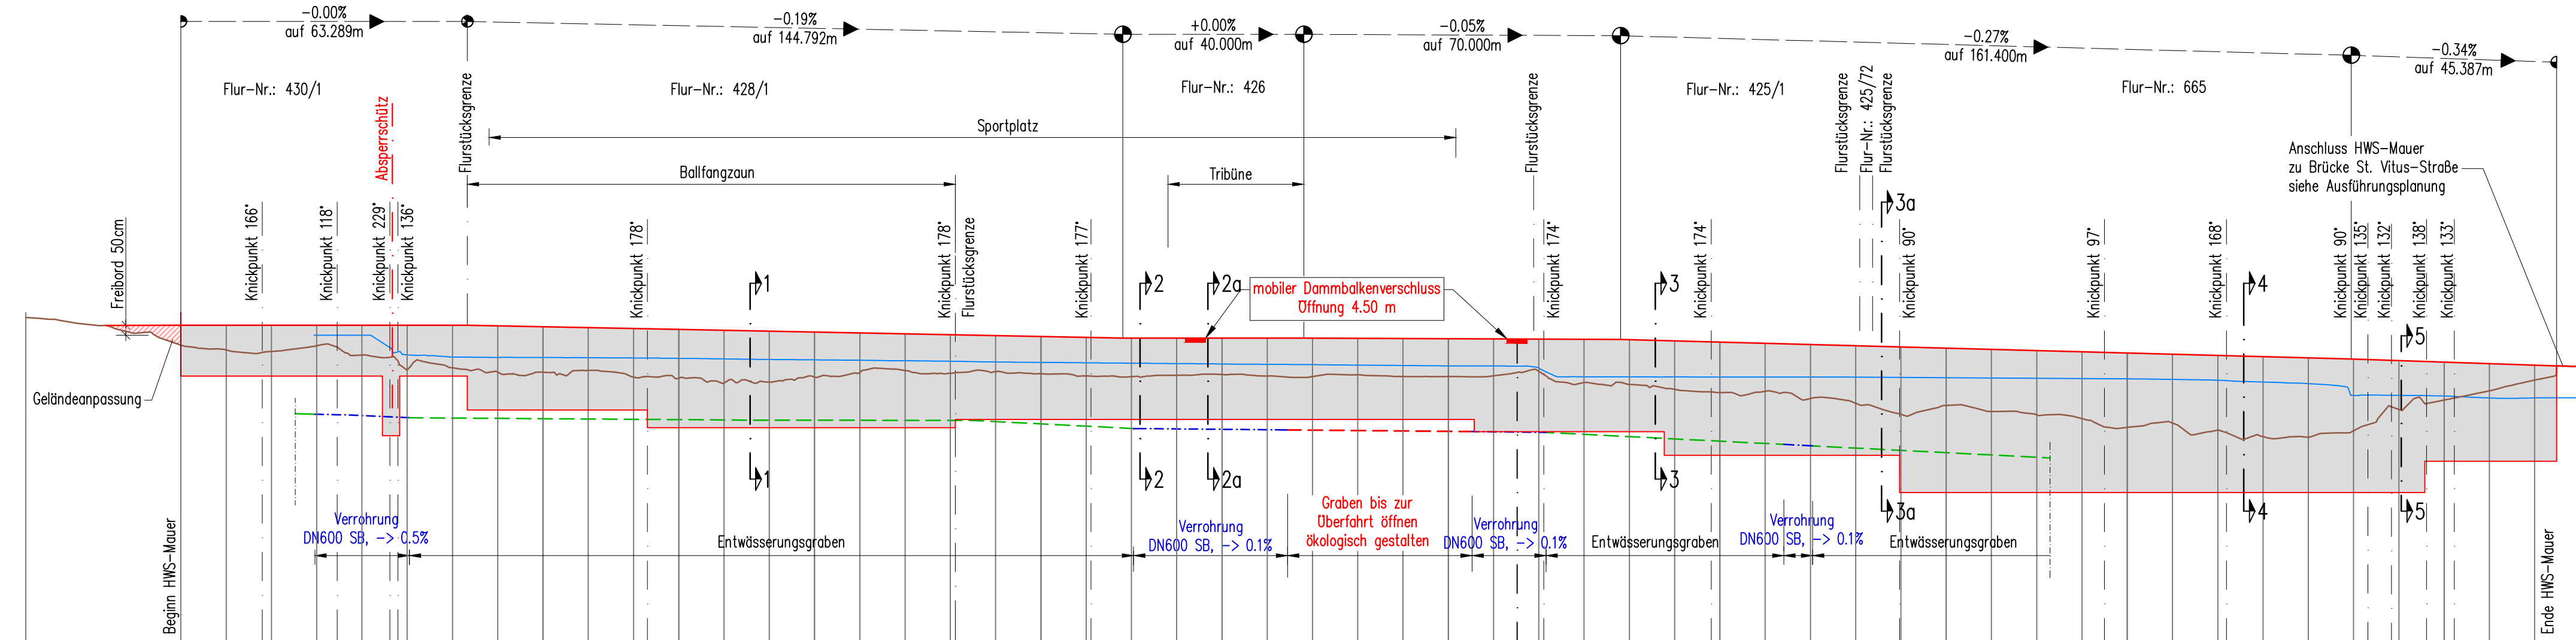 -0.00%
auf 63.289m
-0.19%
auf 144.792m
+0.00%
auf 40.000m
-0.05%
auf 70.000m
-0.27%
auf 161.400m
-0.34%
auf 45.387m
Flur-Nr.: 430/1
Flur-Nr.: 428/1
Flur-Nr.: 426
Flur-Nr.: 425/1
Flur-Nr.: 665
Absperrschütz
Flurstücksgrenze
Sportplatz
Ballfangzaun
Tribüne
Flurstücksgrenze
Flurstücksgrenze
Flur-Nr.: 425/72
Flurstücksgrenze
Anschluss HWS-Mauer
zu Brücke St. Vitus-Straße
siehe Ausführungsplanung
Freibord 50cm
Knickpunkt 166°
Knickpunkt 118°
Knickpunkt 229°
Knickpunkt 136°
Knickpunkt 178°
Knickpunkt 178°
Flurstücksgrenze
Knickpunkt 177°
Knickpunkt 174°
Knickpunkt 174°
3a
Knickpunkt 90°
Knickpunkt 97°
Knickpunkt 168°
Knickpunkt 90°
Knickpunkt 135°
Knickpunkt 132°
Knickpunkt 138°
Knickpunkt 133°
1
2
2a
mobiler Dammbalkenverschluss
Öffnung 4.50 m
3
4
5
Geländeanpassung
1
2
2a
3
3a
4
5
Beginn HWS-Mauer
Verrohrung
DN600 SB, -> 0.5%
Entwässerungsgraben
Verrohrung
DN600 SB, -> 0.1%
Graben bis zur
Überfahrt öffnen
ökologisch gestalten
Verrohrung
DN600 SB, -> 0.1%
Entwässerungsgraben
Verrohrung
DN600 SB, -> 0.1%
Entwässerungsgraben
Ende HWS-Mauer